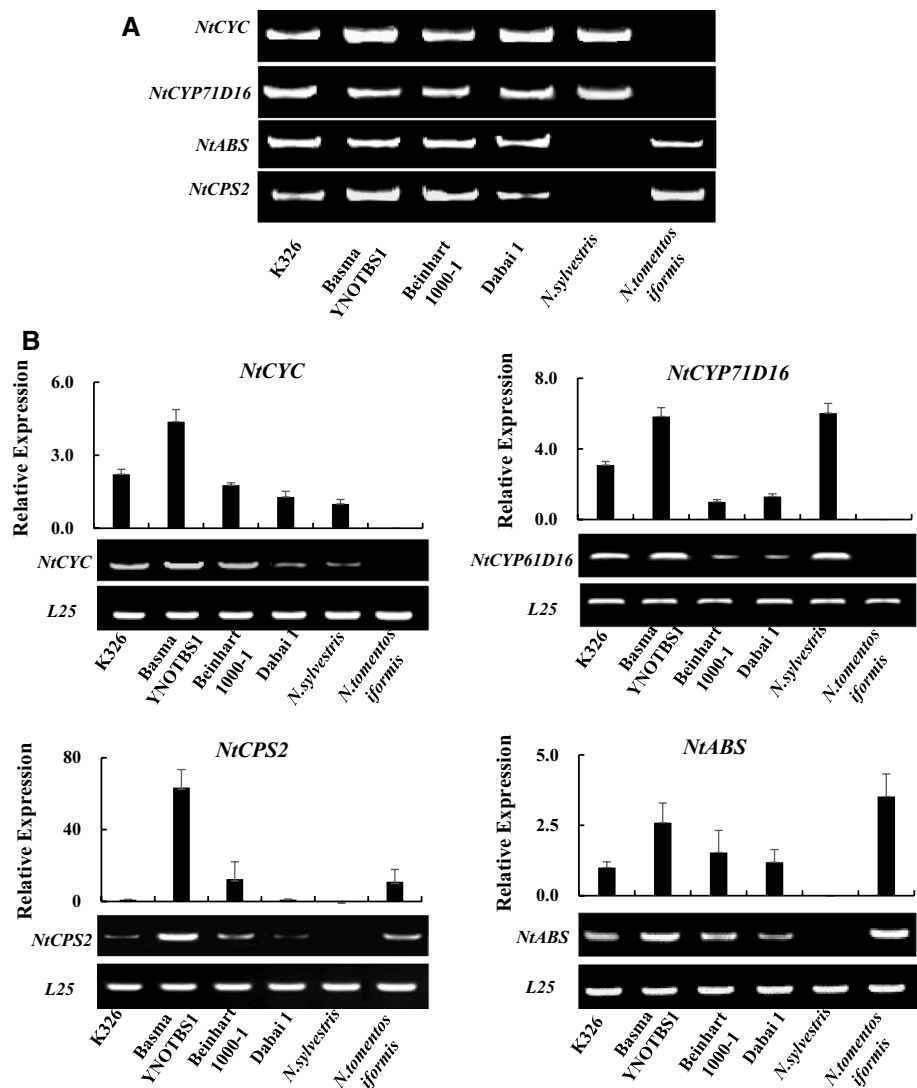 A
NtCYC
NtCYP71D16
NtABS
NtCPS2
K326
Basma
YNOTBS1
Beinhart
1000-1
Dabai 1
N.sylvestris
N.tomentos
iformis
B
NtCYC
Relative Expression
6.0
3.0
0.0
NtCYC
L25
K326
Basma
YNOTBS1
Beinhart
1000-1
Dabai 1
N.sylvestris
N.tomentos
iformis
NtCYP71D16
Relative Expression
8.0
4.0
0.0
NtCYP61D16
L25
K326
Basma
YNOTBS1
Beinhart
1000-1
Dabai 1
N.sylvestris
N.tomentos
iformis
NtCPS2
Relative Expression
80
40
0
NtCPS2
L25
K326
Basma
YNOTBS1
Beinhart
1000-1
Dabai 1
N.sylvestris
N.tomentos
iformis
NtABS
Relative Expression
5.0
2.5
0.0
NtABS
L25
K326
Basma
YNOTBS1
Beinhart
1000-1
Dabai 1
N.sylvestris
N.tomentos
iformis